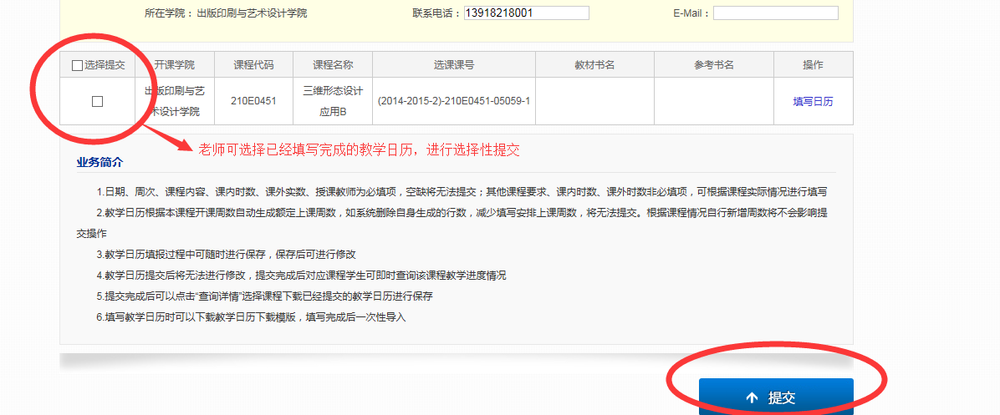 所在学院： 出版印刷与艺术设计学院 联系电话： 13918218001 E-Mail：
选择提交 开课学院 课程代码 课程名称 选课课号 教材书名 参考书名 操作
出版印刷与艺术设计学院 210E0451 三维形态设计应用B (2014-2015-2)-210E0451-05059-1 填写日历
老师可选择已经填写完成的教学日历，进行选择性提交
业务简介
1.日期、周次、课程内容、课内时数、课外实数、授课教师为必填项，空缺将无法提交；其他课程要求、课内时数、课外时数非必填项，可根据课程实际情况进行填写
2.教学日历根据本课程开课周数自动生成额定上课周数，如系统删除自身生成的行数，减少填写安排上课周数，将无法提交。根据课程情况自行新增周数将不会影响提
交操作
3.教学日历填报过程中可随时进行保存，保存后可进行修改
4.教学日历提交后将无法进行修改，提交完成后对应课程学生可即时查询该课程教学进度情况
5.提交完成后可以点击“查询详情”选择课程下载已经提交的教学日历进行保存
6.填写教学日历时可以下载教学日历下载模版，填写完成后一次性导入
提交